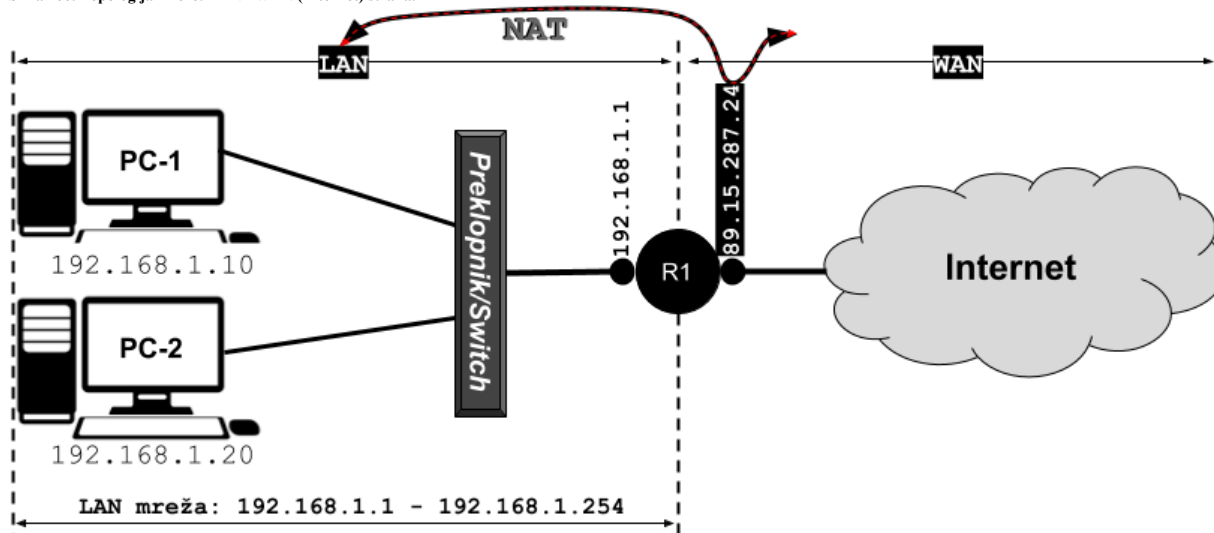 NAT
LAN
WAN
192.168.1.1
89.15.287.24
PC-1
192.168.1.10
Preklopnik/Switch
R1
Internet
PC-2
192.168.1.20
LAN mreža: 192.168.1.1 - 192.168.1.254